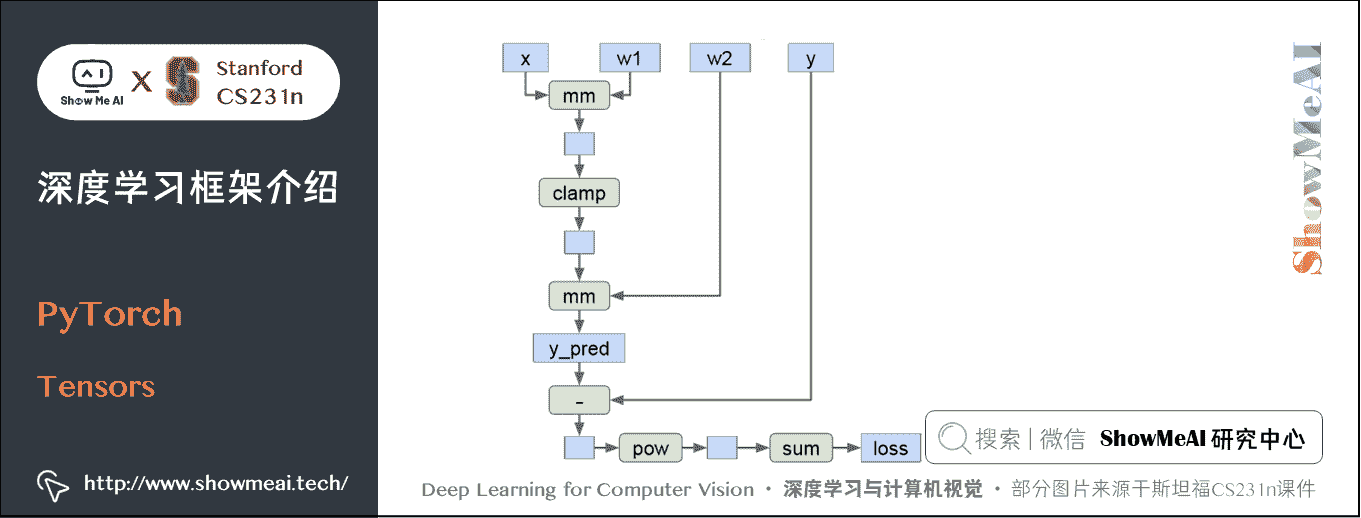 Show Me AI
X
S
Stanford
CS231n
深度学习框架介绍
PyTorch
Tensors
http://www.showmeai.tech/
x
w1
w2
y
mm
clamp
mm
y_pred
-
pow
sum
loss
ShowMeAI
搜索 | 微信 ShowMeAI 研究中心
Deep Learning for Computer Vision · 深度学习与计算机视觉 · 部分图片来源于斯坦福CS231n课件